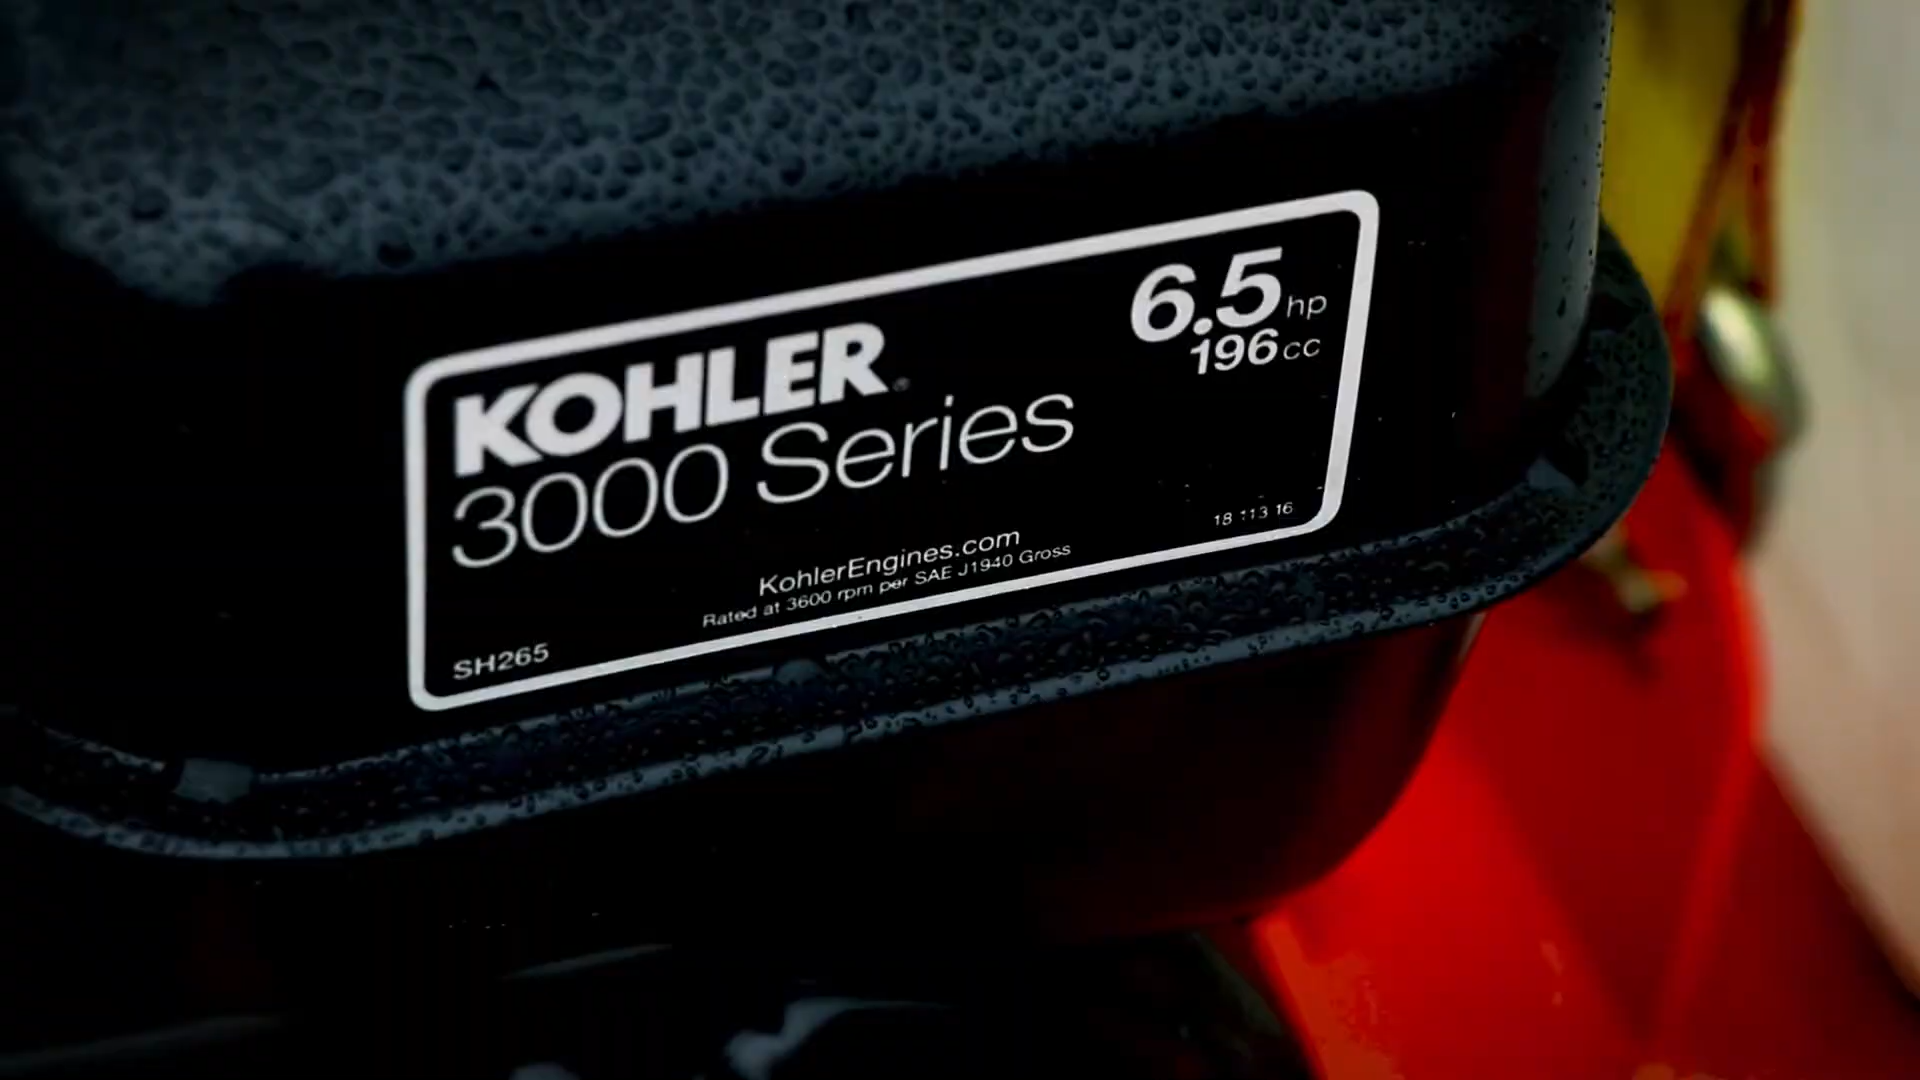 KOHLER®
3000 Series
6.5 hp
196 cc
KohlerEngines.com
Rated at 3600 rpm per SAE J1940 Gross
SH265
18 113 16